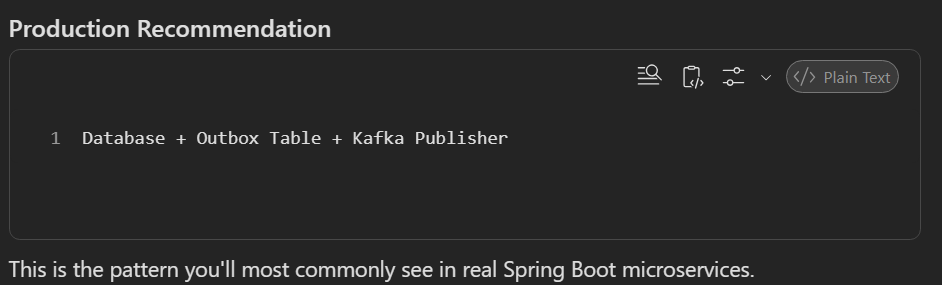 Production Recommendation
</> Plain Text
1 Database + Outbox Table + Kafka Publisher
This is the pattern you'll most commonly see in real Spring Boot microservices.